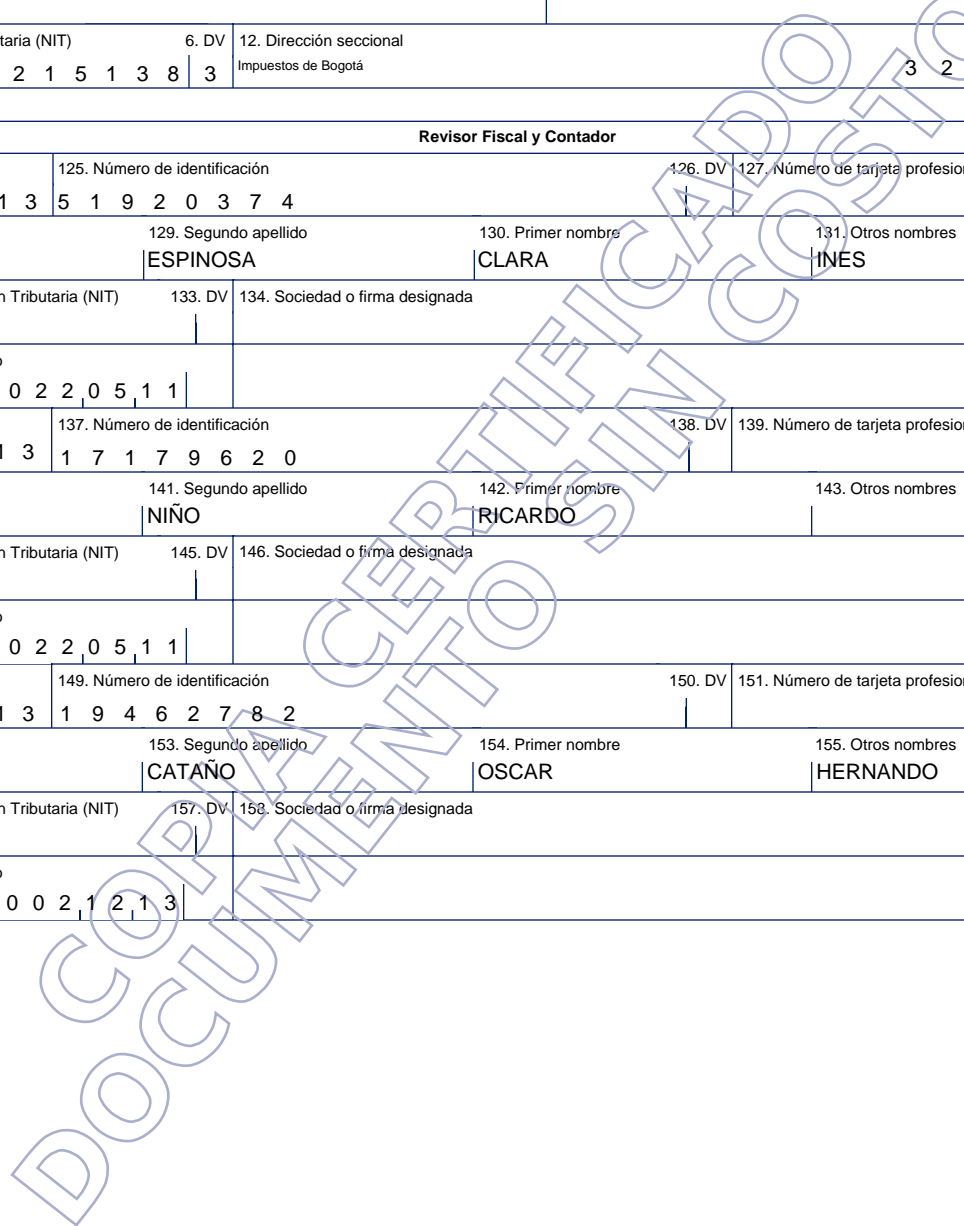 taria (NIT) 6. DV 12. Dirección seccional
2 1 5 1 3 8 3 Impuestos de Bogotá 3 2
Revisor Fiscal y Contador
125. Número de identificación 126. DV 127. Número de tarjeta profesion
1 3 5 1 9 2 0 3 7 4
129. Segundo apellido 130. Primer nombre 131. Otros nombres
ESPINOSA CLARA INES
n Tributaria (NIT) 133. DV 134. Sociedad o firma designada
o
0 2 2 0 5 1 1
137. Número de identificación 138. DV 139. Número de tarjeta profesion
1 3 1 7 1 7 9 6 2 0
141. Segundo apellido 142. Primer nombre 143. Otros nombres
NIÑO RICARDO
n Tributaria (NIT) 145. DV 146. Sociedad o firma designada
o
0 2 2 0 5 1 1
149. Número de identificación 150. DV 151. Número de tarjeta profesion
1 3 1 9 4 6 2 7 8 2
153. Segundo apellido 154. Primer nombre 155. Otros nombres
CATAÑO OSCAR HERNANDO
n Tributaria (NIT) 157. DV 158. Sociedad o firma designada
o
0 0 2 1 2 1 3
COPIA CERTIFICADO
DOCUMENTO SIN COSTO